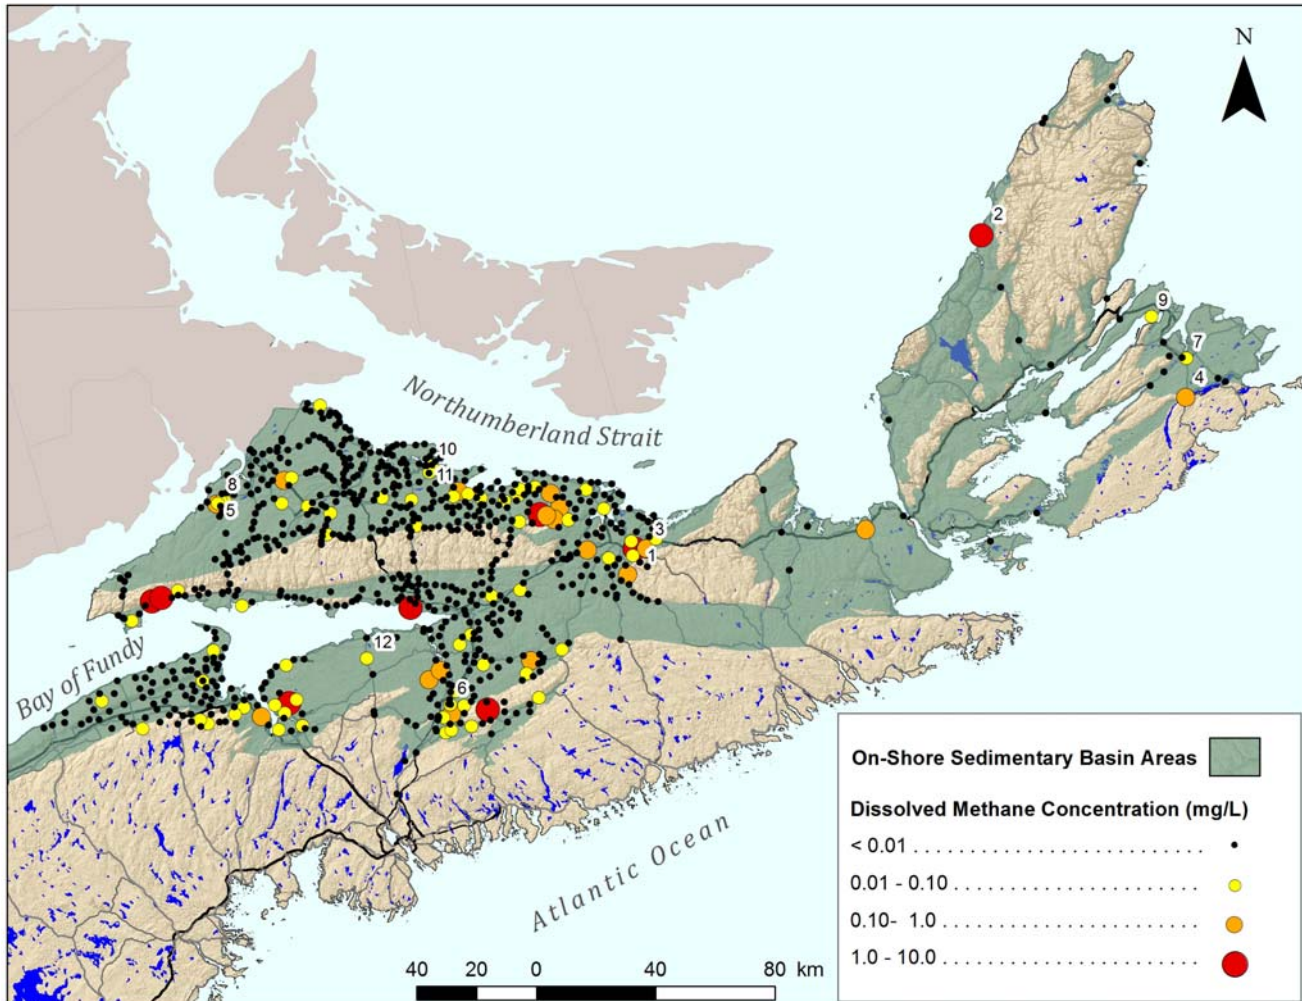 N
2
9
7
4
Northumberland Strait
10
11
8
5
3
1
12
6
Bay of Fundy
Atlantic Ocean
On-Shore Sedimentary Basin Areas
Dissolved Methane Concentration (mg/L)
< 0.01 . . . . . . . . . . . . . . . . . . . . . . . . . . . . . .
0.01 - 0.10 . . . . . . . . . . . . . . . . . . . . . . . . .
0.10- 1.0 . . . . . . . . . . . . . . . . . . . . . . . . . . .
1.0 - 10.0 . . . . . . . . . . . . . . . . . . . . . . . . . .
40 20 0 40 80 km